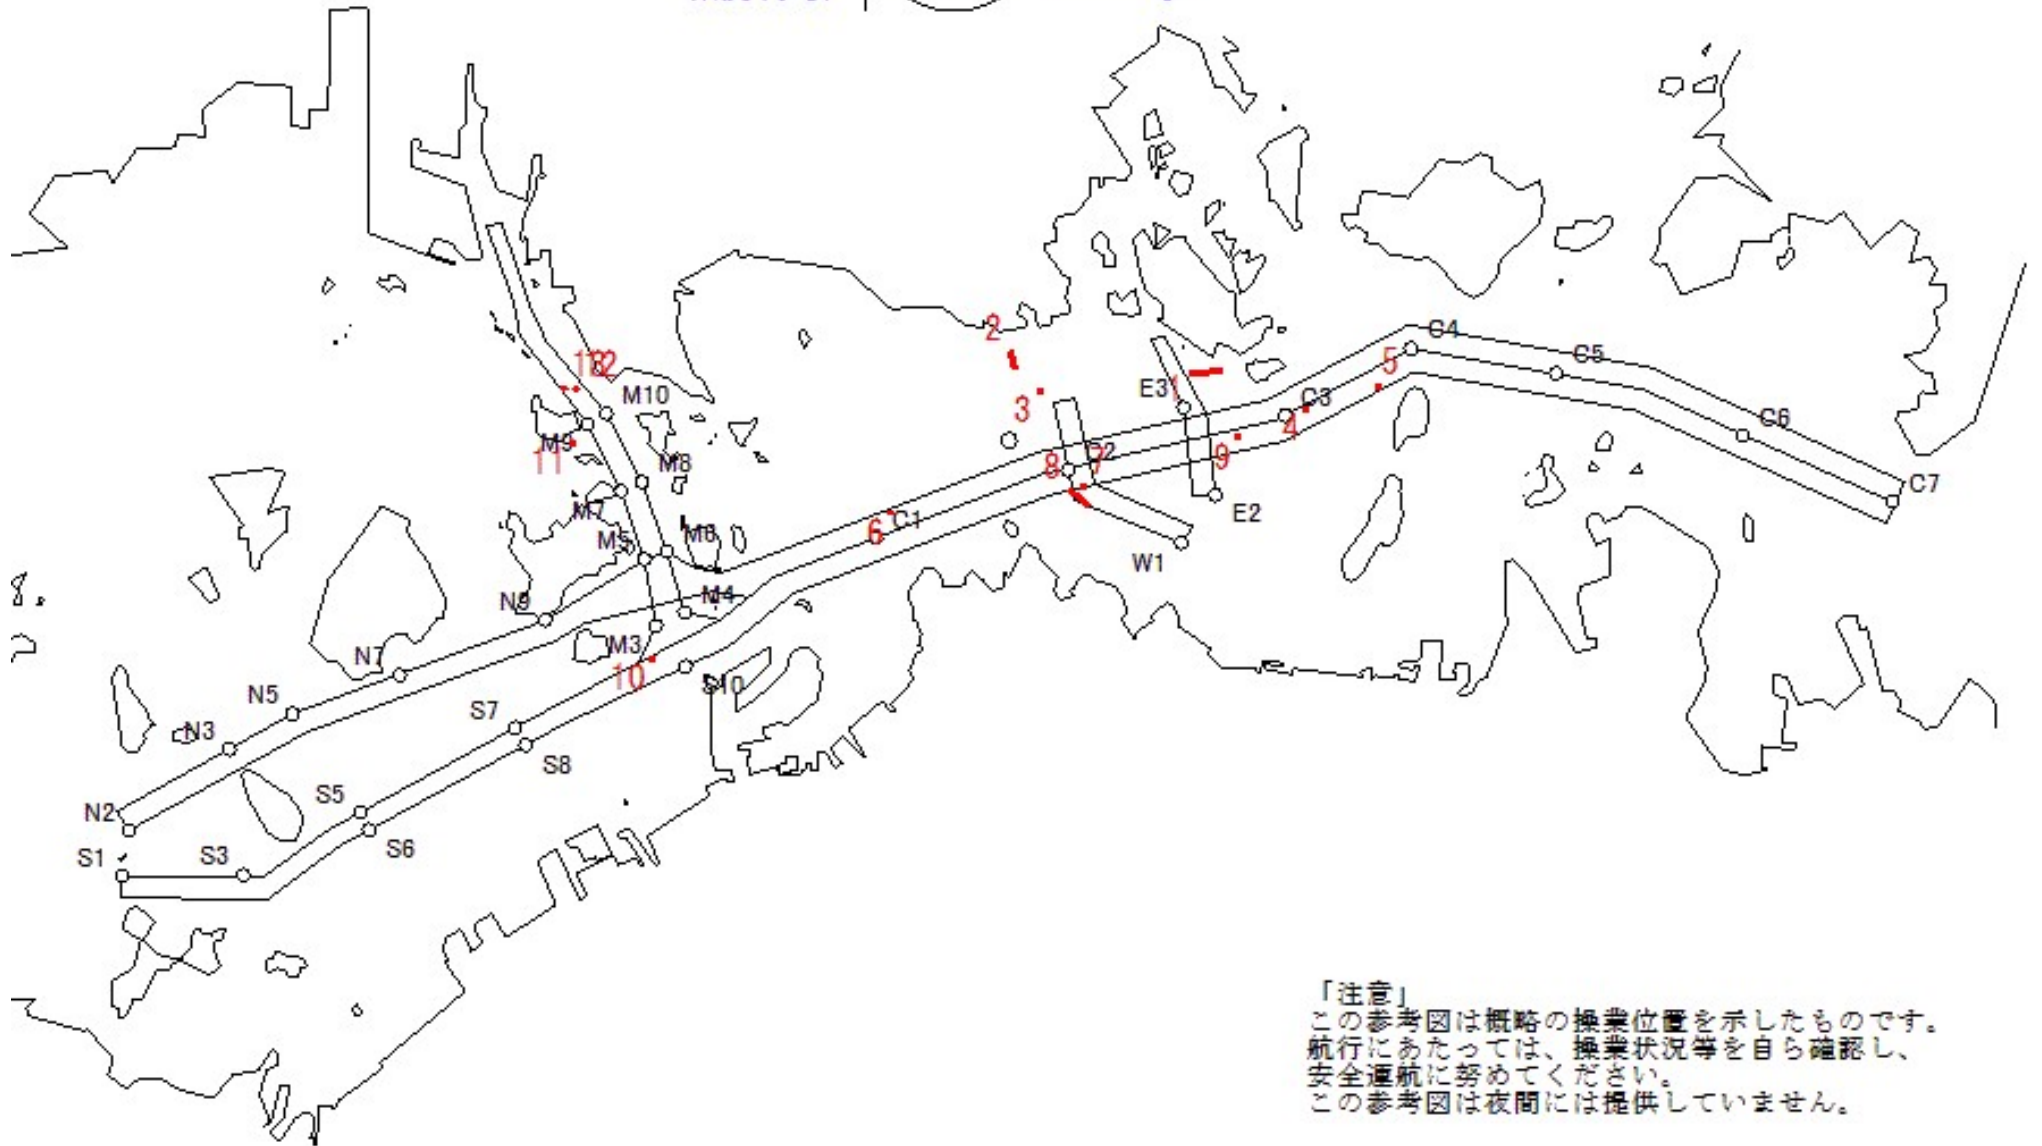 2
C4
12
5
C5
3
E3
1
M10
C3
4
C6
M9
11
M8
8
7
9
C7
M7
6
C1
E2
M5
M6
W1
N9
M4
M3
N7
10
S10
N5
S7
N3
S8
S5
N2
S6
S1
S3
「注意」
この参考図は概略の操業位置を示したものです。
航行にあたっては、操業状況等を自ら確認し、
安全運航に努めてください。
この参考図は夜間には提供していません。